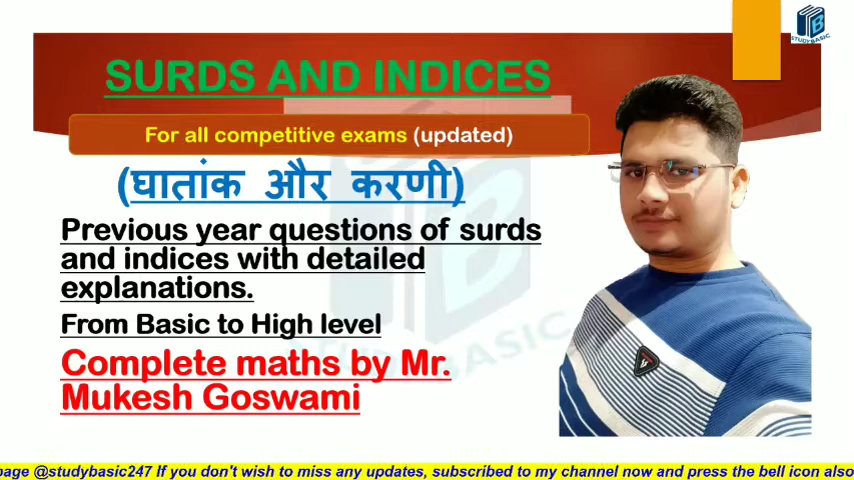 STUDYBASIC
SURDS AND INDICES
For all competitive exams (updated)
(घातांक और करणी)
Previous year questions of surds
and indices with detailed
explanations.
From Basic to High level
Complete maths by Mr.
Mukesh Goswami
STUDYBASIC
page @studybasic247 If you don't wish to miss any updates, subscribed to my channel now and press the bell icon also